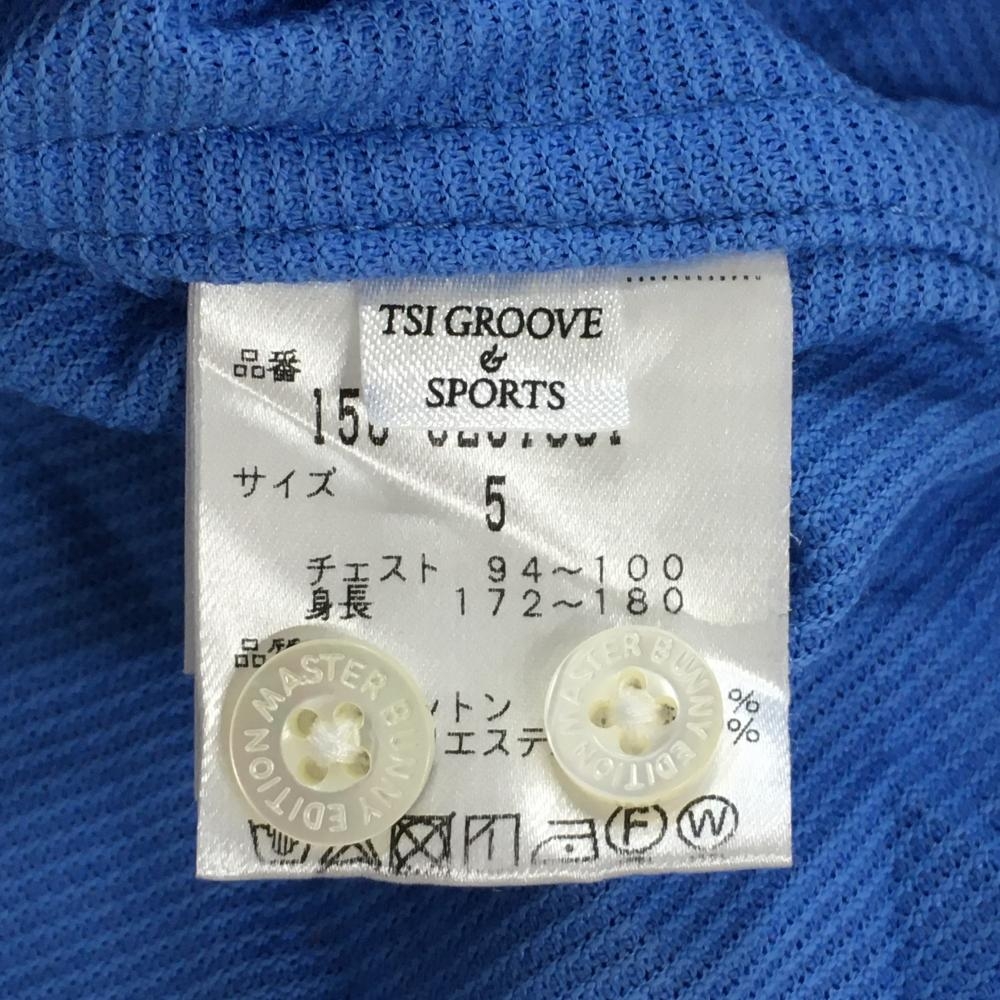 TSI GROOVE
&
SPORTS
品番
サイズ
5
チェスト 94～100
身長 172～180
MASTER BUNNY EDITION
MASTER BUNNY EDITION
%
%
F
W